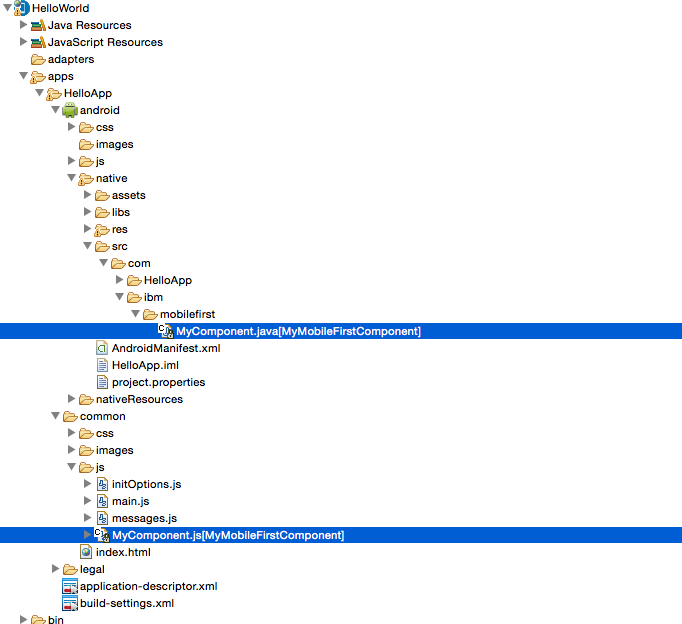 HelloWorld
Java Resources
JavaScript Resources
adapters
apps
HelloApp
android
css
images
js
native
assets
libs
res
src
com
HelloApp
ibm
mobilefirst
MyComponent.java[MyMobileFirstComponent]
AndroidManifest.xml
HelloApp.iml
project.properties
nativeResources
common
css
images
js
initOptions.js
main.js
messages.js
MyComponent.js[MyMobileFirstComponent]
index.html
legal
application-descriptor.xml
build-settings.xml
bin